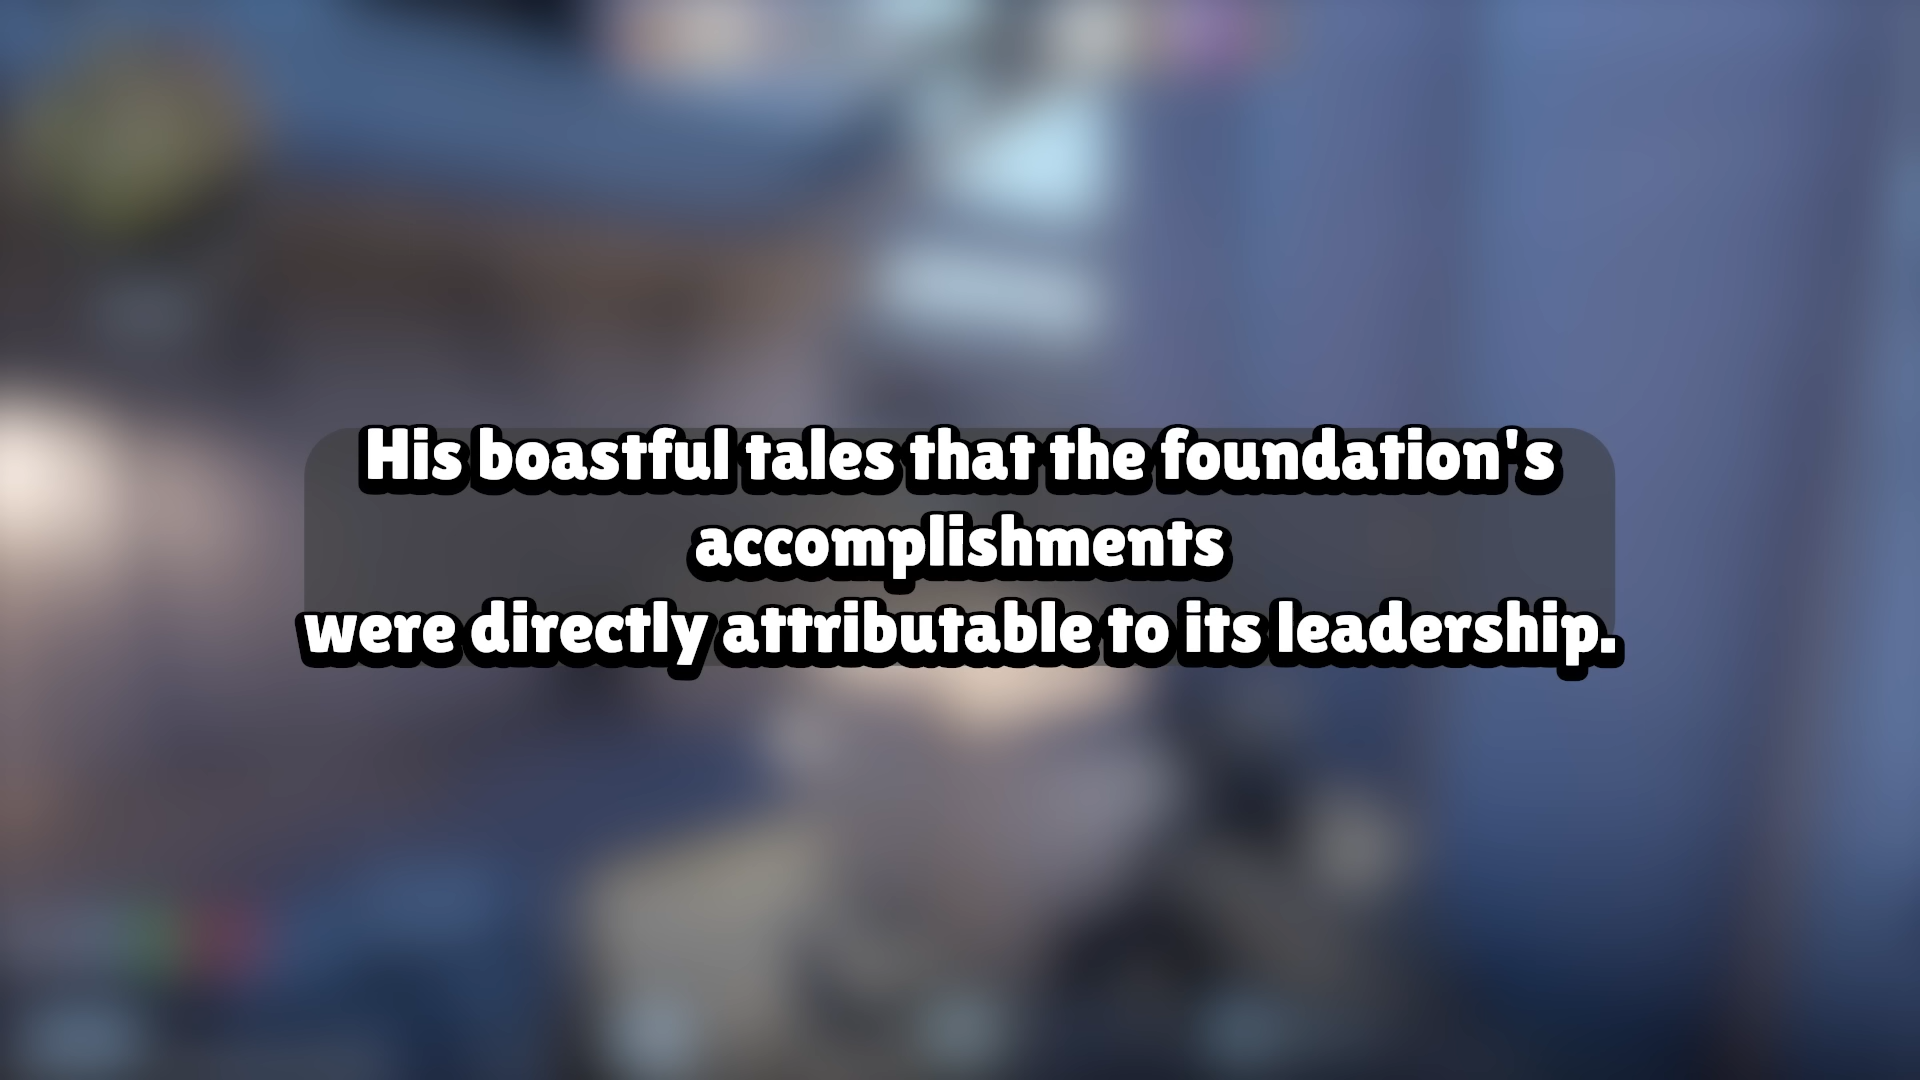 His boastful tales that the foundation's
accomplishments
were directly attributable to its leadership.